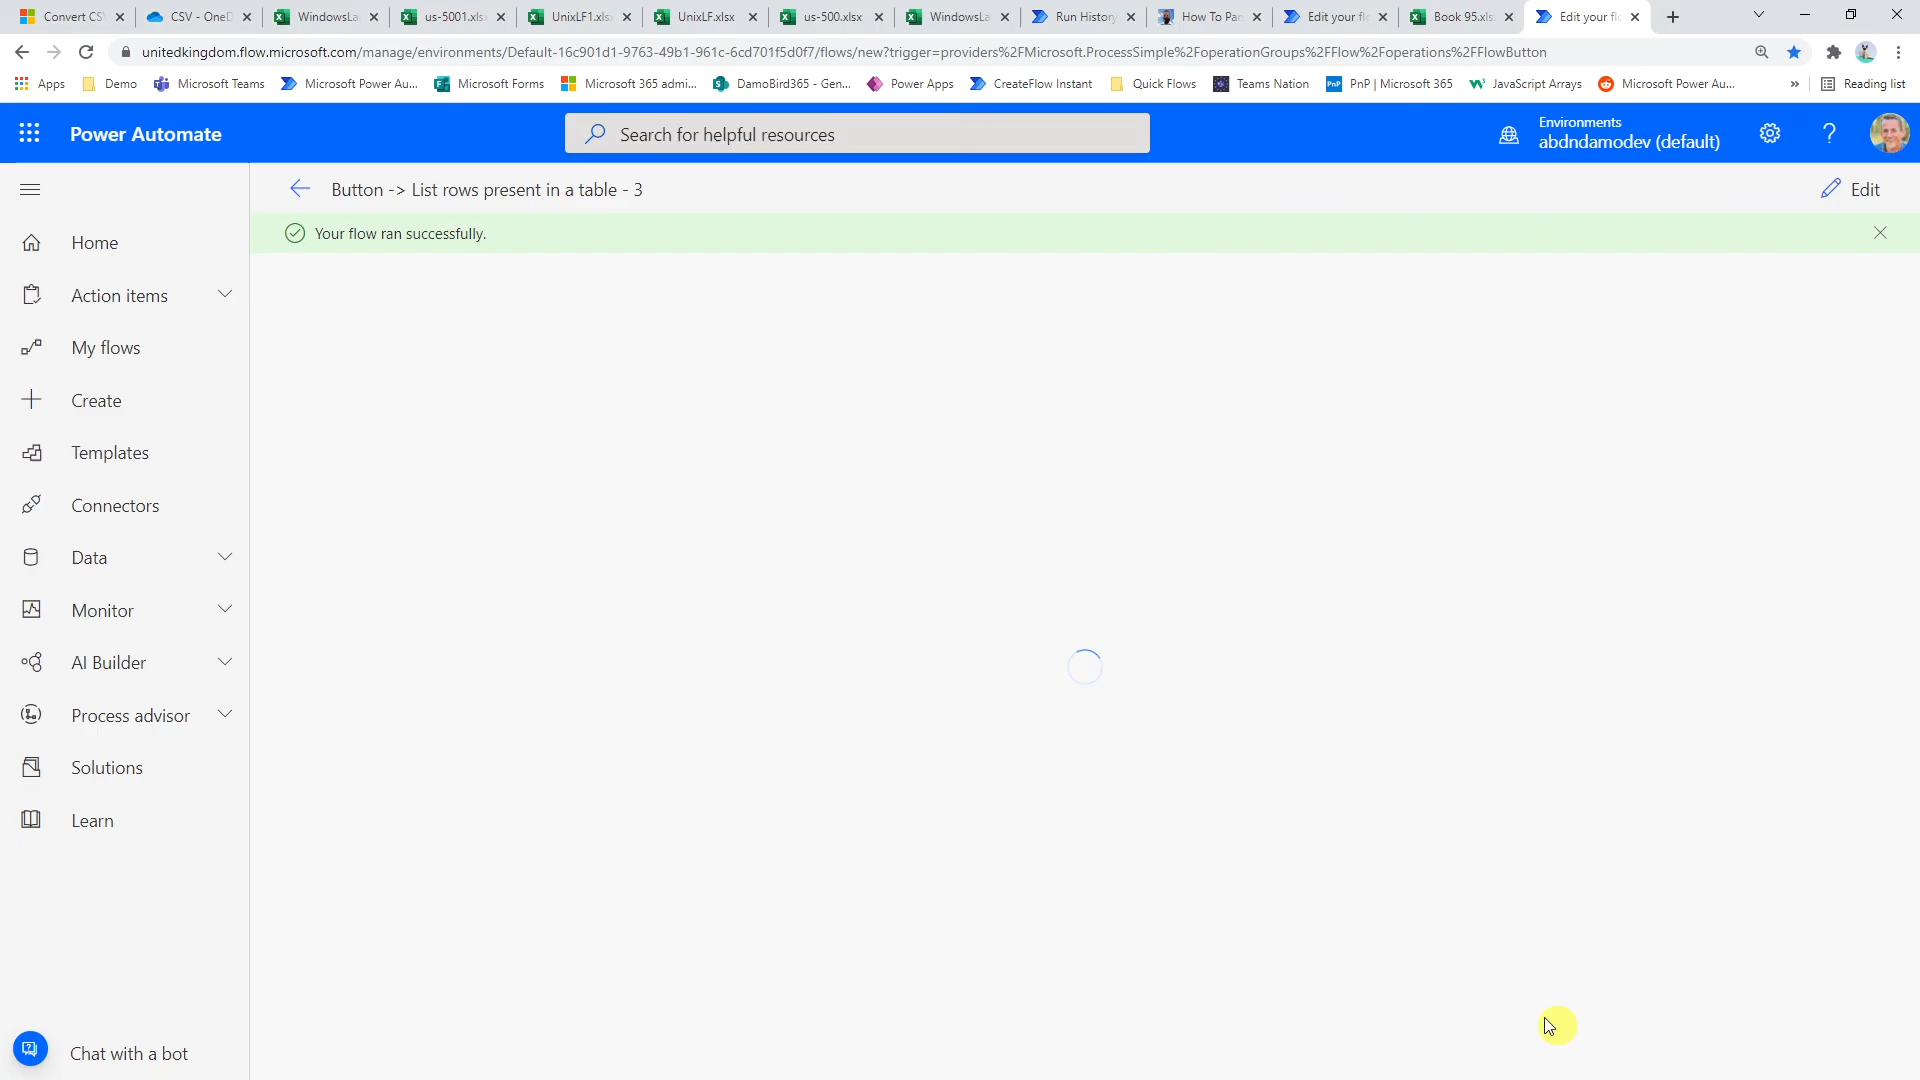 Convert CS
CSV - OneD
WindowsLa
us-5001.xls
UnixLF1.xls
UnixLF.xlsx
us-500.xlsx
WindowsLa
Run History
How To Par
Edit your fl
Book 95.xls
Edit your fl
unitedkingdom.flow.microsoft.com/manage/environments/Default-16c901d1-9763-49b1-961c-6cd701f5d0f7/flows/new?trigger=providers%2FMicrosoft.ProcessSimple%2FoperationGroups%2FFlow%2Foperations%2FFlowButton
Apps
Demo
Microsoft Teams
Microsoft Power Au...
Microsoft Forms
Microsoft 365 admi...
DamoBird365 - Gen...
Power Apps
CreateFlow Instant
Quick Flows
Teams Nation
PnP | Microsoft 365
JavaScript Arrays
Microsoft Power Au...
»
Reading list
Power Automate
Search for helpful resources
Environments
abdndamodev (default)
Button -> List rows present in a table - 3
Edit
Your flow ran successfully.
Home
Action items
My flows
Create
Templates
Connectors
Data
Monitor
AI Builder
Process advisor
Solutions
Learn
Chat with a bot